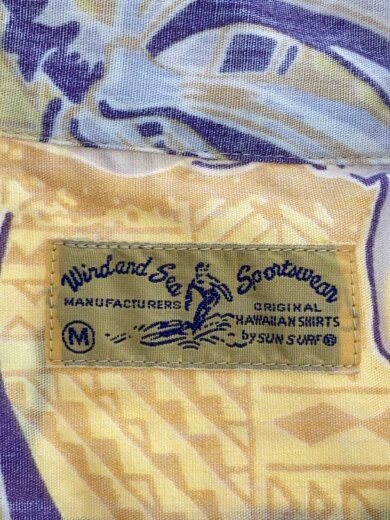 Wind and Sea Sportswear
MANUFACTURERS
ORIGINAL
HAWAIIAN SHIRTS
by SUN SURF ®
M